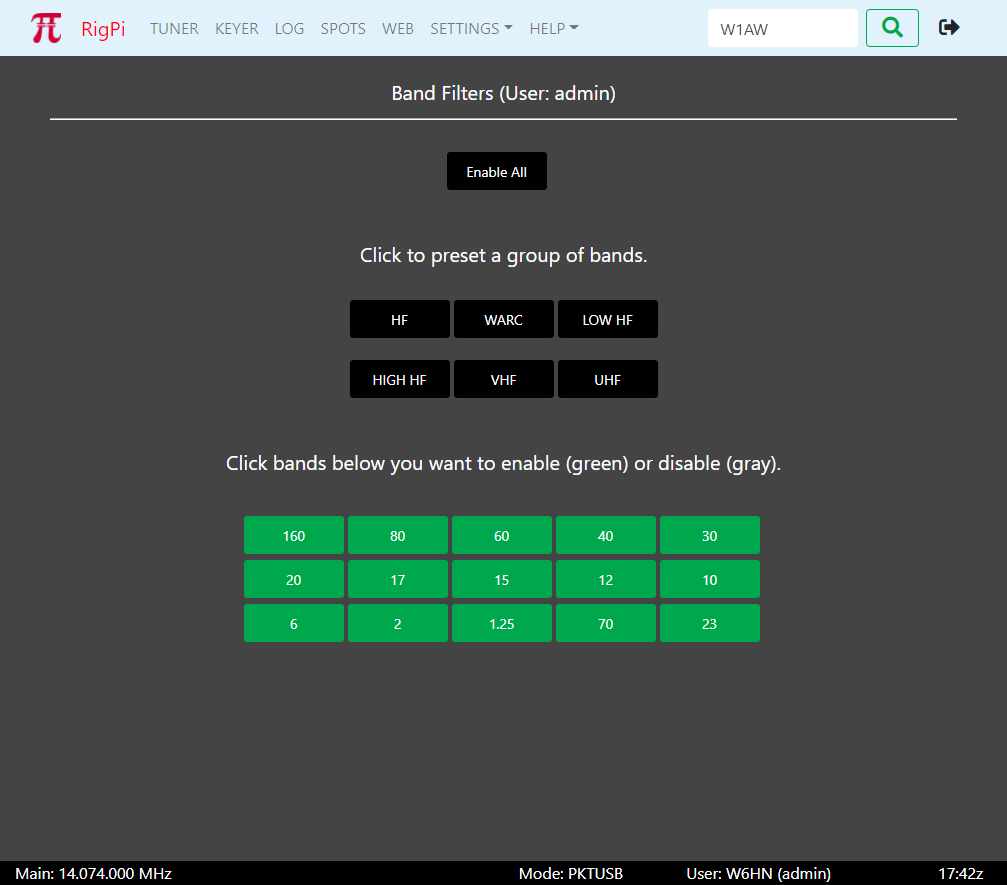 π RigPi TUNER KEYER LOG SPOTS WEB SETTINGS HELP W1AW
Band Filters (User: admin)
Enable All
Click to preset a group of bands.
HF WARC LOW HF
HIGH HF VHF UHF
Click bands below you want to enable (green) or disable (gray).
160 80 60 40 30
20 17 15 12 10
6 2 1.25 70 23
Main: 14.074.000 MHz Mode: PKTUSB User: W6HN (admin) 17:42z